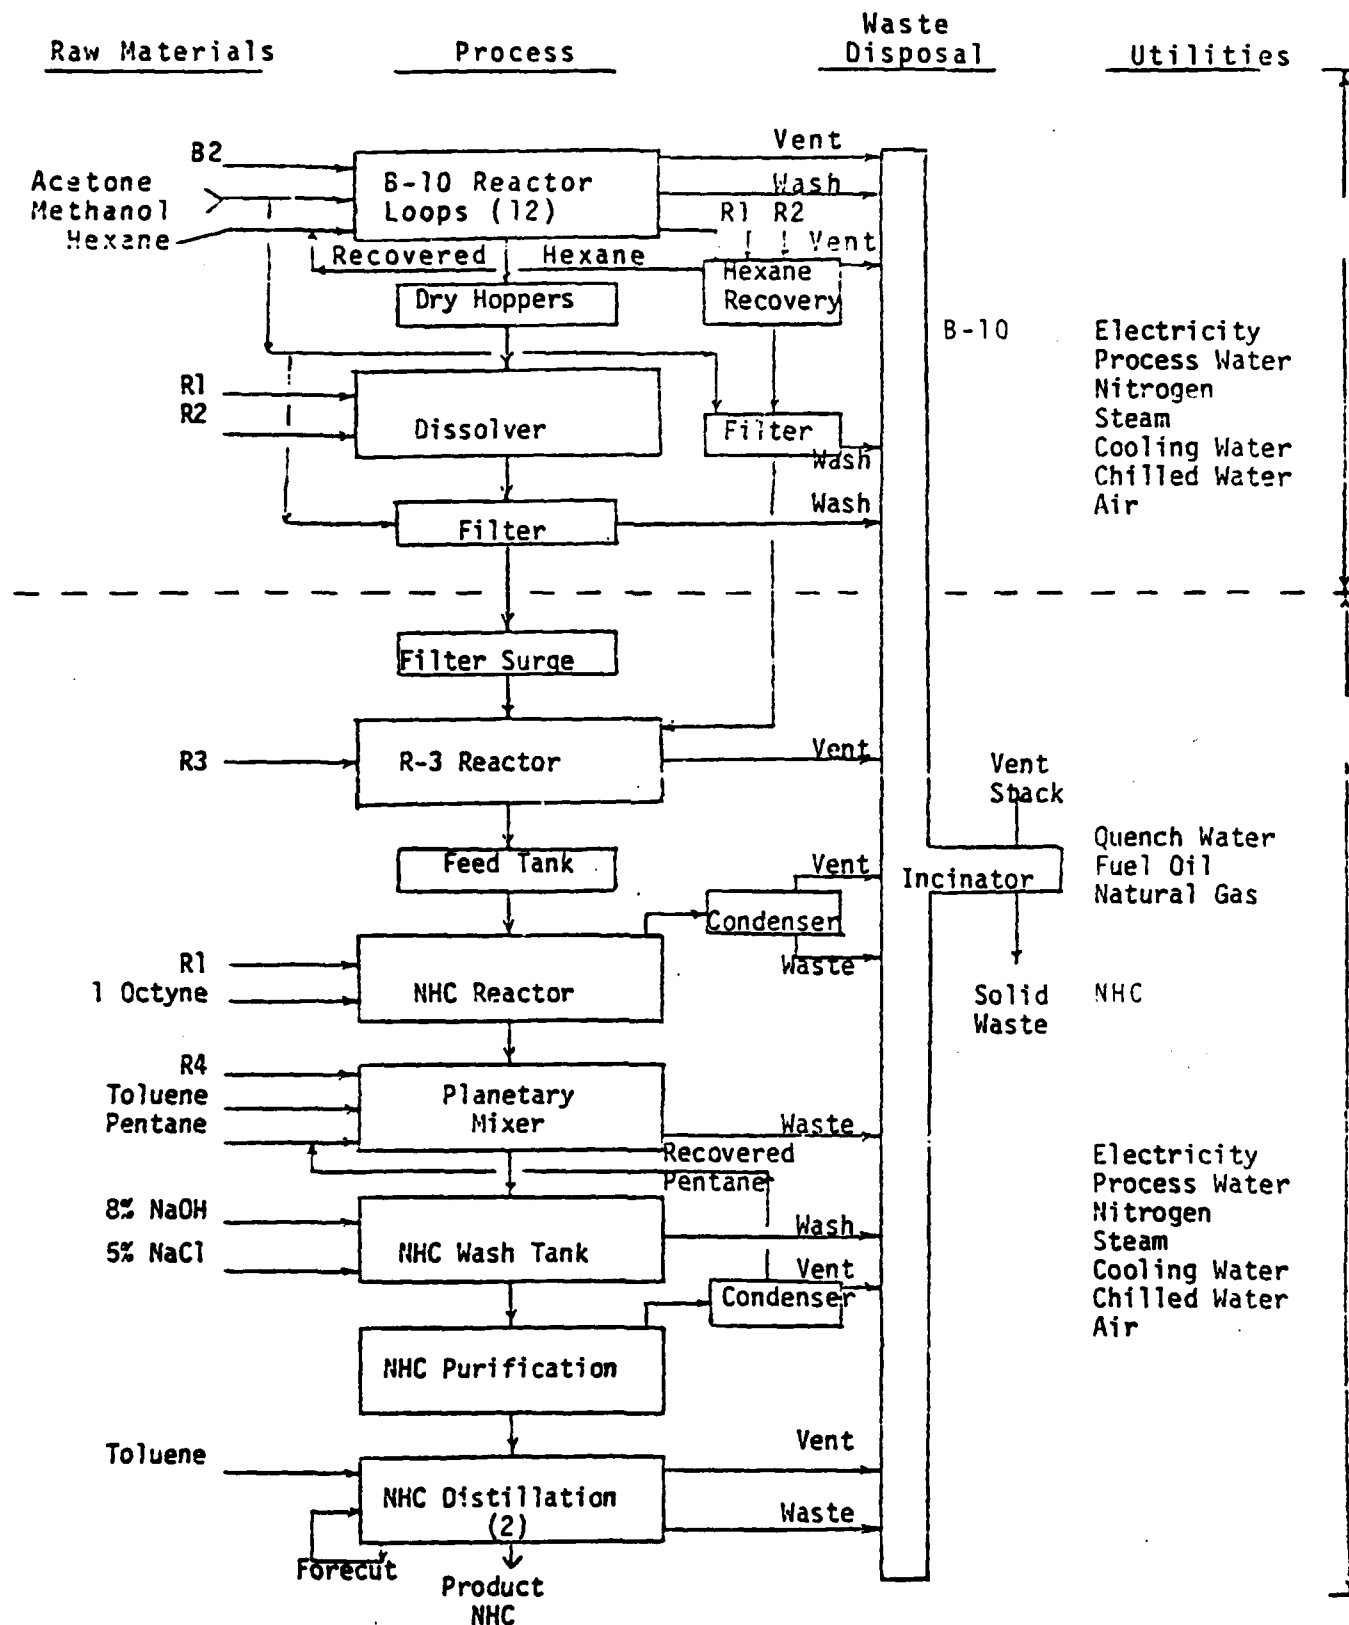 Waste
Raw Materials Process Disposal Utilities
Vent
B2
B-10 Reactor
Loops (12)
Acetone
Methanol
Hexane
Wash
R1 R2
Vent
Recovered Hexane
Hexane
Recovery
Dry Hoppers
B-10
Electricity
Process Water
Nitrogen
Steam
Cooling Water
Chilled Water
Air
R1
R2
Dissolver
Filter
Wash
Wash
Filter
Filter Surge
R3
R-3 Reactor
Vent
Vent
Stack
Feed Tank
Vent
Incinator
Quench Water
Fuel Oil
Natural Gas
Condenser
Waste
R1
1 Octyne
NHC Reactor
Solid
Waste
NHC
R4
Toluene
Pentane
Planetary
Mixer
Waste
Recovered
Pentane
Electricity
Process Water
Nitrogen
Steam
Cooling Water
Chilled Water
Air
8% NaOH
5% NaCl
NHC Wash Tank
Wash
Vent
Condenser
NHC Purification
Toluene
Vent
NHC Distillation
(2)
Waste
Forecut
Product
NHC